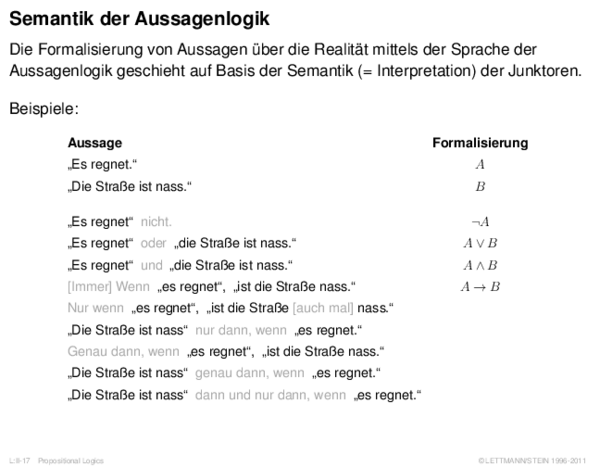 Semantik der Aussagenlogik
Die Formalisierung von Aussagen über die Realität mittels der Sprache der
Aussagenlogik geschieht auf Basis der Semantik (= Interpretation) der Junktoren.
Beispiele:
Aussage Formalisierung
„Es regnet.“ A
„Die Straße ist nass.“ B
„Es regnet“ nicht. ¬A
„Es regnet“ oder „die Straße ist nass.“ A ∨ B
„Es regnet“ und „die Straße ist nass.“ A ∧ B
[Immer] Wenn „es regnet“, „ist die Straße nass.“ A → B
Nur wenn „es regnet“, „ist die Straße [auch mal] nass.“
„Die Straße ist nass“ nur dann, wenn „es regnet.“
Genau dann, wenn „es regnet“, „ist die Straße nass.“
„Die Straße ist nass“ genau dann, wenn „es regnet.“
„Die Straße ist nass“ dann und nur dann, wenn „es regnet.“
L:II-17 Propositional Logics ©LETTMANN/STEIN 1996-2011